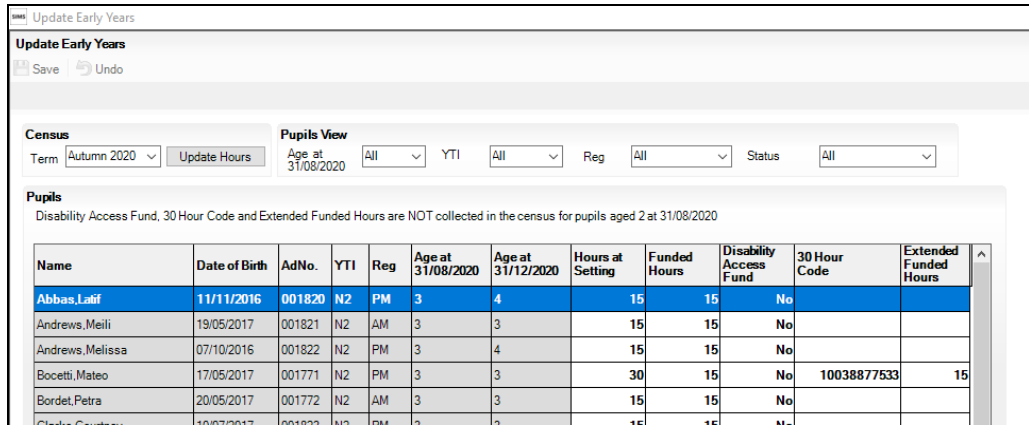 SIMS Update Early Years
Update Early Years
Save Undo
Census
Pupils View
Term Autumn 2020 Update Hours Age at 31/08/2020 All YTI All Reg All Status All
Pupils
Disability Access Fund, 30 Hour Code and Extended Funded Hours are NOT collected in the census for pupils aged 2 at 31/08/2020
Name Date of Birth AdNo. YTI Reg Age at 31/08/2020 Age at 31/12/2020 Hours at Setting Funded Hours Disability Access Fund 30 Hour Code Extended Funded Hours
Abbas,Latif 11/11/2016 001820 N2 PM 3 4 15 15 No
Andrews,Meili 19/05/2017 001821 N2 AM 3 3 15 15 No
Andrews,Melissa 07/10/2016 001822 N2 PM 3 4 15 15 No
Bocetti,Mateo 17/05/2017 001771 N2 PM 3 3 30 15 No 10038877533 15
Bordet,Petra 20/05/2017 001772 N2 AM 3 3 15 15 No